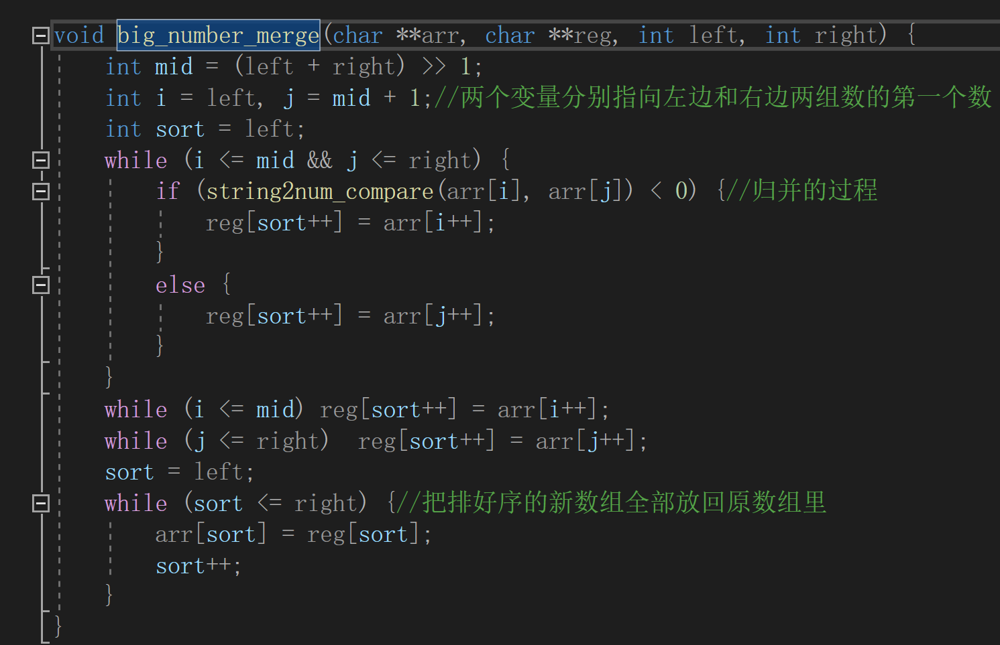 void big_number_merge(char **arr, char **reg, int left, int right) {
    int mid = (left + right) >> 1;
    int i = left, j = mid + 1;//两个变量分别指向左边和右边两组数的第一个数
    int sort = left;
    while (i <= mid && j <= right) {
        if (string2num_compare(arr[i], arr[j]) < 0) {//归并的过程
            reg[sort++] = arr[i++];
        }
        else {
            reg[sort++] = arr[j++];
        }
    }
    while (i <= mid) reg[sort++] = arr[i++];
    while (j <= right)  reg[sort++] = arr[j++];
    sort = left;
    while (sort <= right) {//把排好序的新数组全部放回原数组里
        arr[sort] = reg[sort];
        sort++;
    }
}